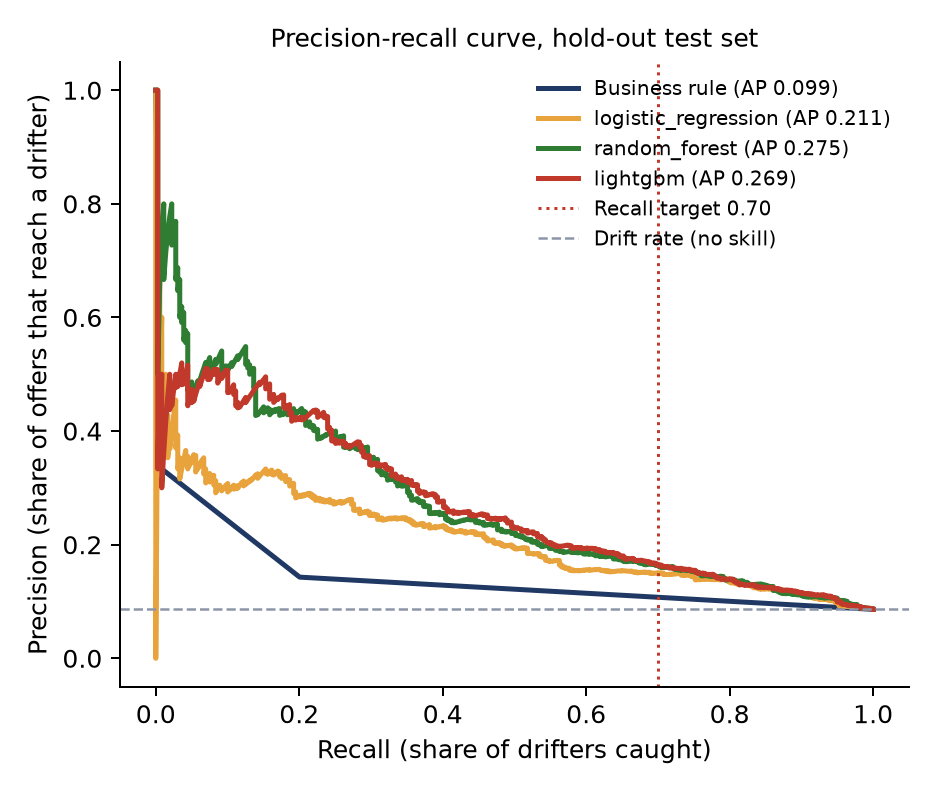 Precision-recall curve, hold-out test set
Precision (share of offers that reach a drifter)
1.0
0.8
0.6
0.4
0.2
0.0
Business rule (AP 0.099)
logistic_regression (AP 0.211)
random_forest (AP 0.275)
lightgbm (AP 0.269)
Recall target 0.70
Drift rate (no skill)
0.0 0.2 0.4 0.6 0.8 1.0
Recall (share of drifters caught)